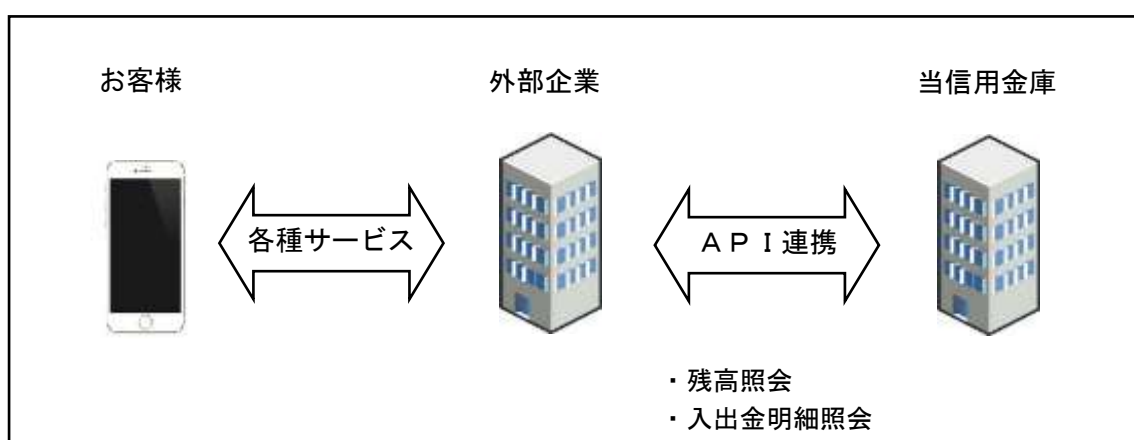 お客様
外部企業
当信用金庫
各種サービス
ＡＰＩ連携
・残高照会
・入出金明細照会